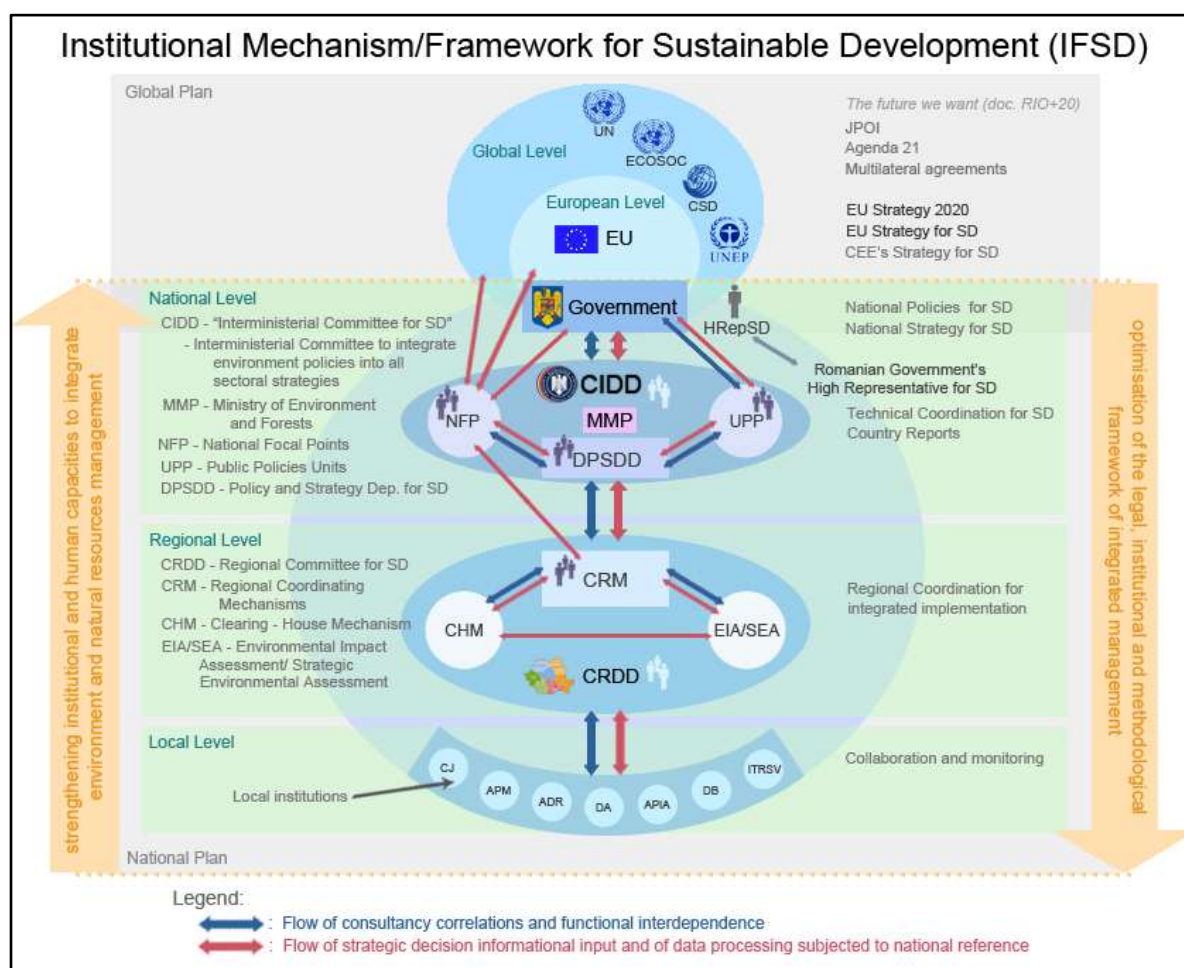 Institutional Mechanism/Framework for Sustainable Development (IFSD)
Global Plan
The future we want (doc. RIO+20)
JPOI
Agenda 21
Multilateral agreements
EU Strategy 2020
EU Strategy for SD
CEE's Strategy for SD
UN
Global Level
ECOSOC
CSD
UNEP
European Level
EU
National Level
CIDD - "Interministerial Committee for SD"
- Interministerial Committee to integrate
environment policies into all
sectoral strategies
MMP - Ministry of Environment
and Forests
NFP - National Focal Points
UPP - Public Policies Units
DPSDD - Policy and Strategy Dep. for SD
Government
HRepSD
National Policies for SD
National Strategy for SD
Romanian Government's
High Representative for SD
Technical Coordination for SD
Country Reports
CIDD
NFP
MMP
UPP
DPSDD
Regional Level
CRDD - Regional Committee for SD
CRM - Regional Coordinating
Mechanisms
CHM - Clearing - House Mechanism
EIA/SEA - Environmental Impact
Assessment/ Strategic
Environmental Assessment
CRM
CHM
EIA/SEA
CRDD
Regional Coordination for
integrated implementation
Local Level
Local institutions
CJ
APM
ADR
DA
APIA
DB
ITRSV
Collaboration and monitoring
National Plan
strengthening institutional and human capacities to integrate
environment and natural resources management
optimisation of the legal, institutional and methodological
framework of integrated management
Legend:
: Flow of consultancy correlations and functional interdependence
: Flow of strategic decision informational input and of data processing subjected to national reference